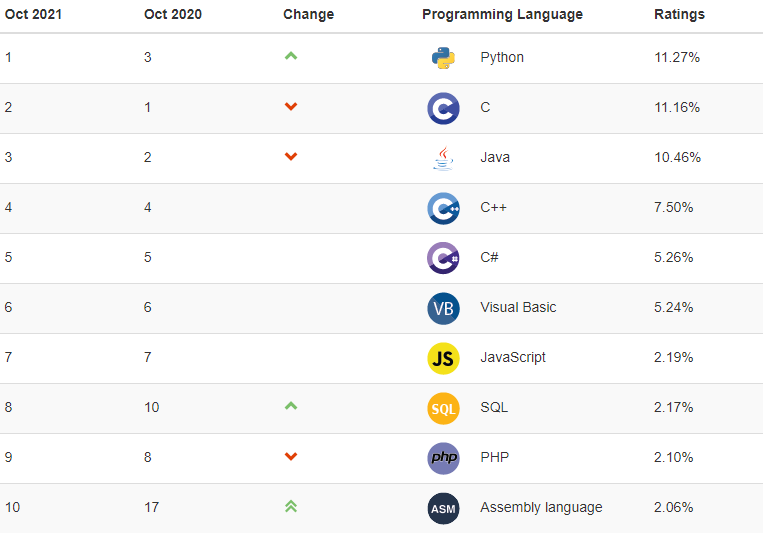 Oct 2021 Oct 2020 Change Programming Language Ratings
1 3 Python 11.27%
2 1 C C 11.16%
3 2 Java 10.46%
4 4 C++ C++ 7.50%
5 5 C# C# 5.26%
6 6 VB Visual Basic 5.24%
7 7 JS JavaScript 2.19%
8 10 SQL SQL 2.17%
9 8 php PHP 2.10%
10 17 ASM Assembly language 2.06%